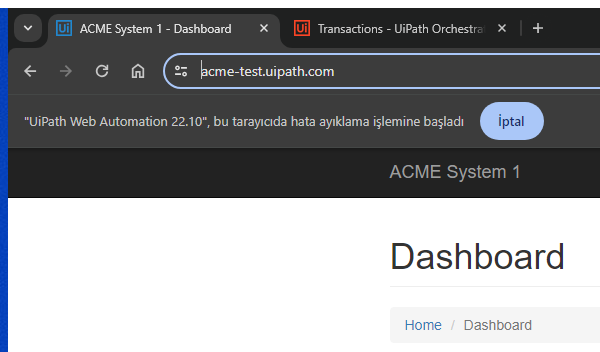 Ui ACME System 1 - Dashboard
Ui Transactions - UiPath Orchestrat
acme-test.uipath.com
"UiPath Web Automation 22.10", bu tarayıcıda hata ayıklama işlemine başladı
İptal
ACME System 1
Dashboard
Home / Dashboard